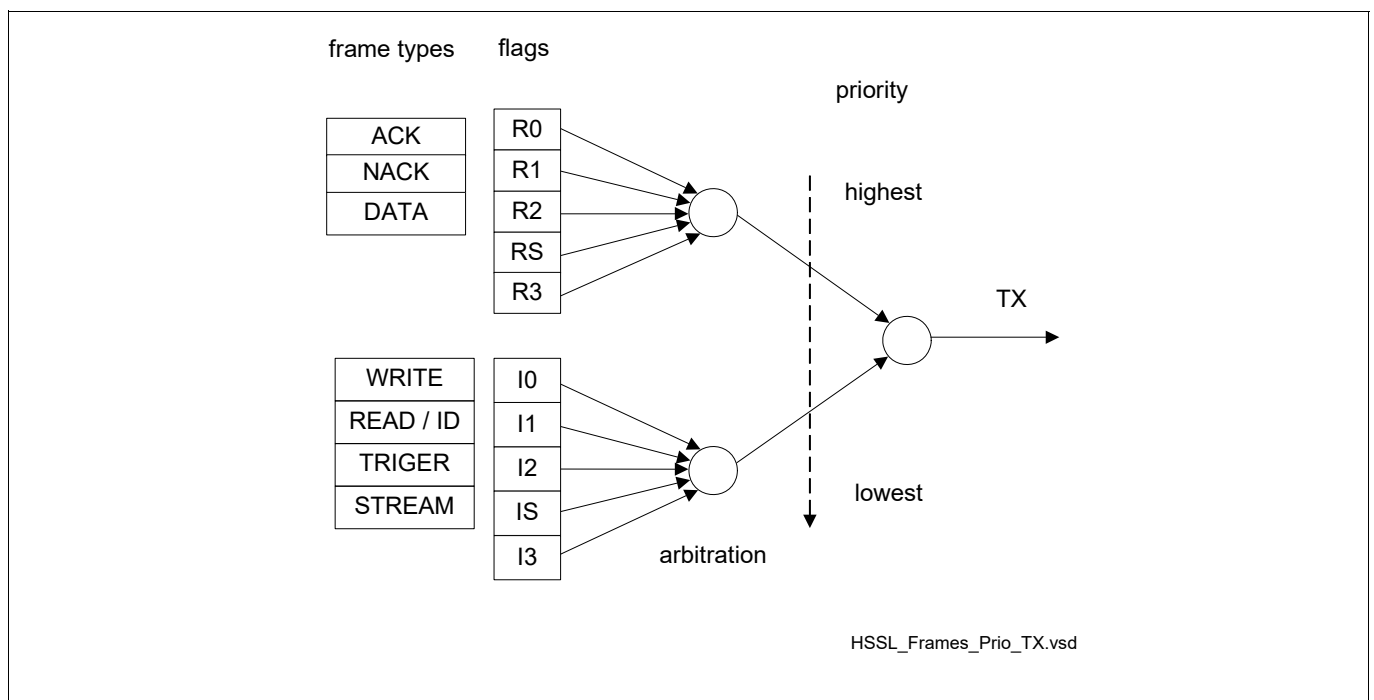 frame types
flags
priority
ACK
NACK
DATA
R0
R1
R2
RS
R3
highest
TX
WRITE
READ / ID
TRIGER
STREAM
I0
I1
I2
IS
I3
lowest
arbitration
HSSL_Frames_Prio_TX.vsd